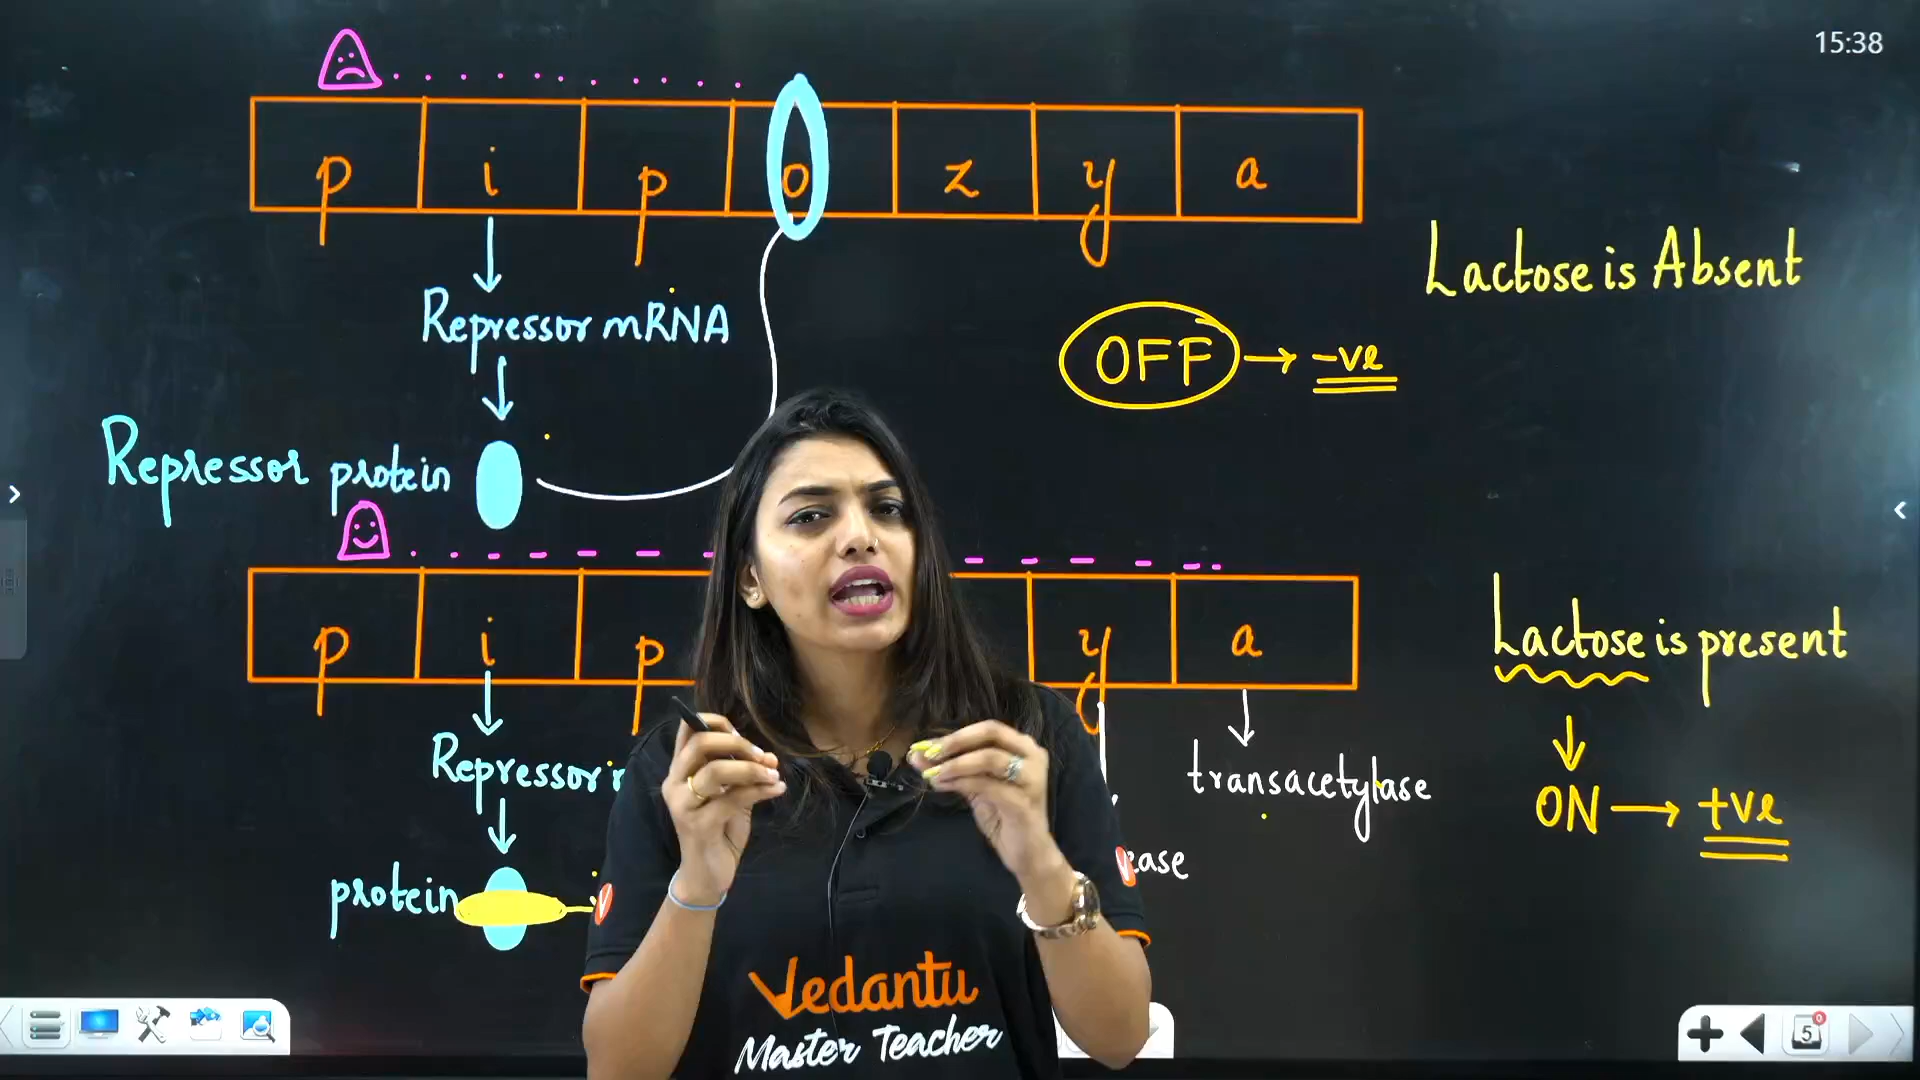 15:38
p i p o z y a
Lactose is Absent
Repressor mRNA
OFF → -ve
Repressor protein
p i p y a
Lactose is present
Repressor
transacetylase
ON → +ve
protein
ease
Vedantu
Master Teacher
5